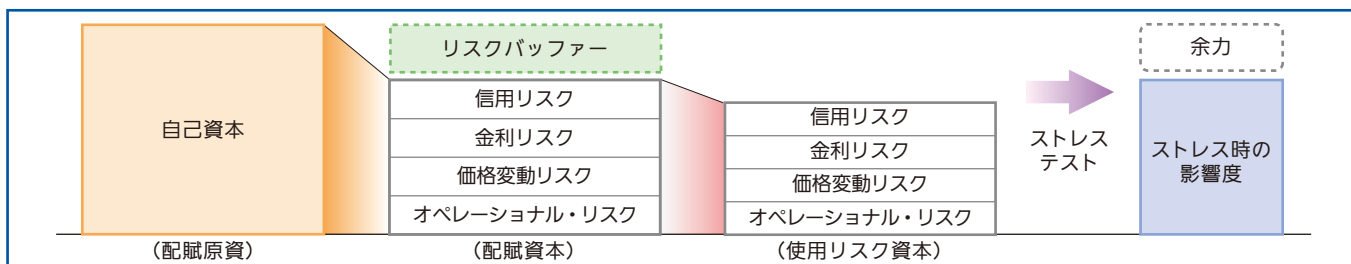 自己資本
(配賦原資)
リスクバッファー
信用リスク
金利リスク
価格変動リスク
オペレーショナル・リスク
(配賦資本)
信用リスク
金利リスク
価格変動リスク
オペレーショナル・リスク
(使用リスク資本)
ストレス
テスト
余力
ストレス時の
影響度